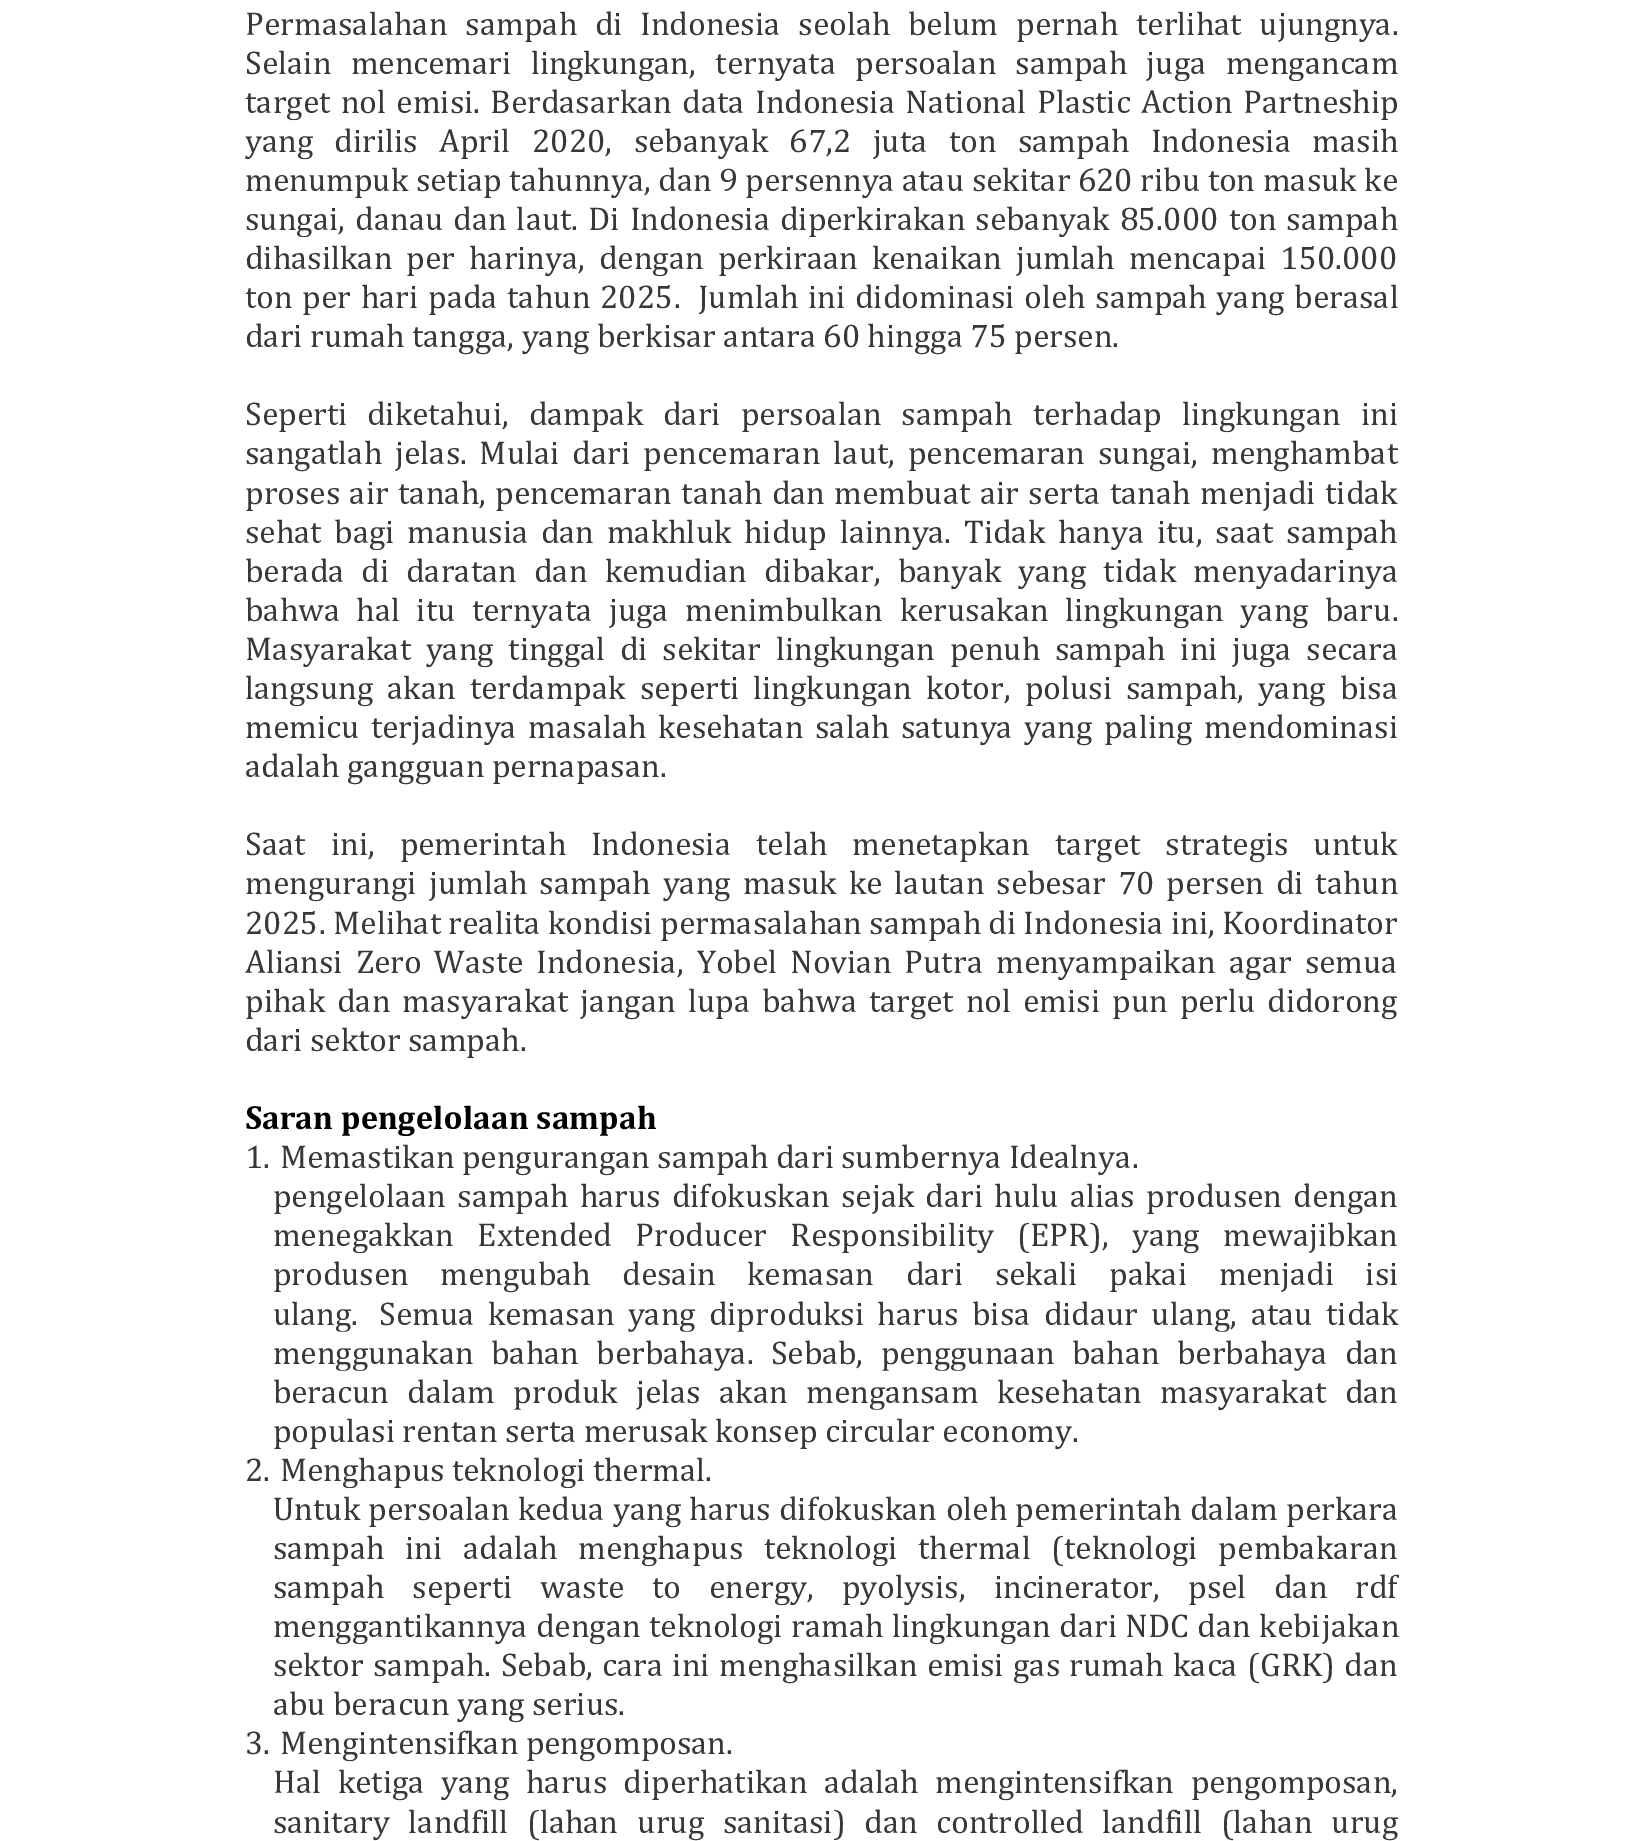 Permasalahan sampah di Indonesia seolah belum pernah terlihat ujungnya.
Selain mencemari lingkungan, ternyata persoalan sampah juga mengancam
target nol emisi. Berdasarkan data Indonesia National Plastic Action Partneship
yang dirilis April 2020, sebanyak 67,2 juta ton sampah Indonesia masih
menumpuk setiap tahunnya, dan 9 persennya atau sekitar 620 ribu ton masuk ke
sungai, danau dan laut. Di Indonesia diperkirakan sebanyak 85.000 ton sampah
dihasilkan per harinya, dengan perkiraan kenaikan jumlah mencapai 150.000
ton per hari pada tahun 2025. Jumlah ini didominasi oleh sampah yang berasal
dari rumah tangga, yang berkisar antara 60 hingga 75 persen.
Seperti diketahui, dampak dari persoalan sampah terhadap lingkungan ini
sangatlah jelas. Mulai dari pencemaran laut, pencemaran sungai, menghambat
proses air tanah, pencemaran tanah dan membuat air serta tanah menjadi tidak
sehat bagi manusia dan makhluk hidup lainnya. Tidak hanya itu, saat sampah
berada di daratan dan kemudian dibakar, banyak yang tidak menyadarinya
bahwa hal itu ternyata juga menimbulkan kerusakan lingkungan yang baru.
Masyarakat yang tinggal di sekitar lingkungan penuh sampah ini juga secara
langsung akan terdampak seperti lingkungan kotor, polusi sampah, yang bisa
memicu terjadinya masalah kesehatan salah satunya yang paling mendominasi
adalah gangguan pernapasan.
Saat ini, pemerintah Indonesia telah menetapkan target strategis untuk
mengurangi jumlah sampah yang masuk ke lautan sebesar 70 persen di tahun
2025. Melihat realita kondisi permasalahan sampah di Indonesia ini, Koordinator
Aliansi Zero Waste Indonesia, Yobel Novian Putra menyampaikan agar semua
pihak dan masyarakat jangan lupa bahwa target nol emisi pun perlu didorong
dari sektor sampah.
Saran pengelolaan sampah
1. Memastikan pengurangan sampah dari sumbernya Idealnya.
pengelolaan sampah harus difokuskan sejak dari hulu alias produsen dengan
menegakkan Extended Producer Responsibility (EPR), yang mewajibkan
produsen mengubah desain kemasan dari sekali pakai menjadi isi
ulang. Semua kemasan yang diproduksi harus bisa didaur ulang, atau tidak
menggunakan bahan berbahaya. Sebab, penggunaan bahan berbahaya dan
beracun dalam produk jelas akan mengansam kesehatan masyarakat dan
populasi rentan serta merusak konsep circular economy.
2. Menghapus teknologi thermal.
Untuk persoalan kedua yang harus difokuskan oleh pemerintah dalam perkara
sampah ini adalah menghapus teknologi thermal (teknologi pembakaran
sampah seperti waste to energy, pyolysis, incinerator, psel dan rdf
menggantikannya dengan teknologi ramah lingkungan dari NDC dan kebijakan
sektor sampah. Sebab, cara ini menghasilkan emisi gas rumah kaca (GRK) dan
abu beracun yang serius.
3. Mengintensifkan pengomposan.
Hal ketiga yang harus diperhatikan adalah mengintensifkan pengomposan,
sanitary landfill (lahan urug sanitasi) dan controlled landfill (lahan urug